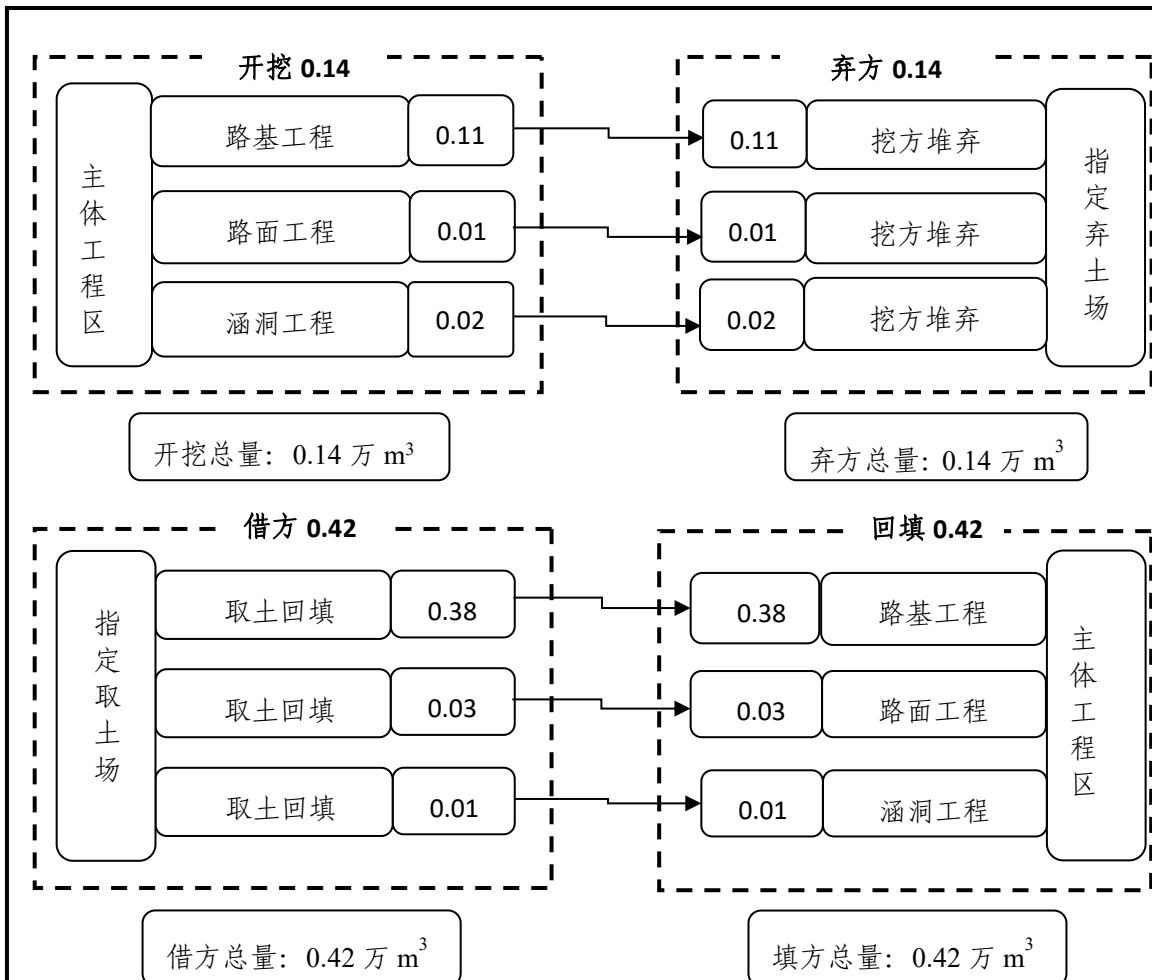 开挖 0.14
弃方 0.14
主体工程区
路基工程
0.11
0.11
挖方堆弃
指定弃土场
路面工程
0.01
0.01
挖方堆弃
涵洞工程
0.02
0.02
挖方堆弃
开挖总量：0.14 万 m³
弃方总量：0.14 万 m³
借方 0.42
回填 0.42
指定取土场
取土回填
0.38
0.38
路基工程
主体工程区
取土回填
0.03
0.03
路面工程
取土回填
0.01
0.01
涵洞工程
借方总量：0.42 万 m³
填方总量：0.42 万 m³